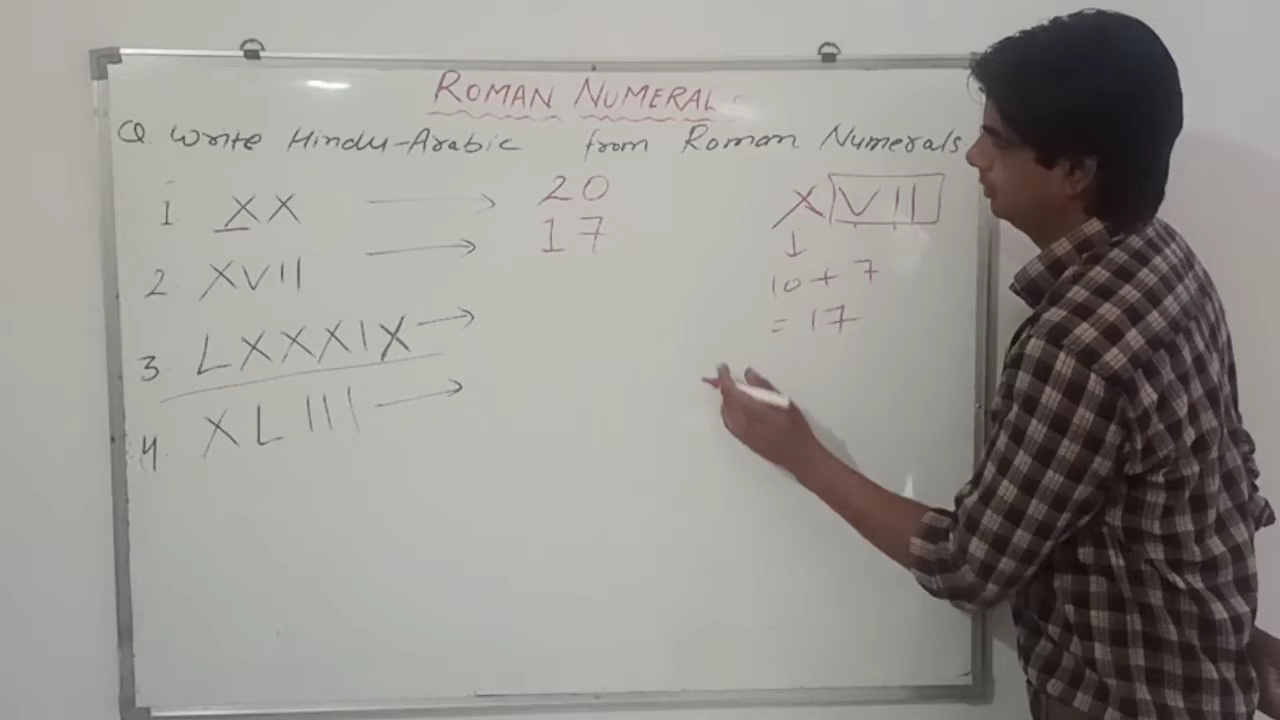 ROMAN NUMERAL
Q. Write Hindu-Arabic from Roman Numerals
i XX → 20
2 XVII → 17
3 LXXXIX →
4. XLIII →
XVII
↓
10 + 7
= 17